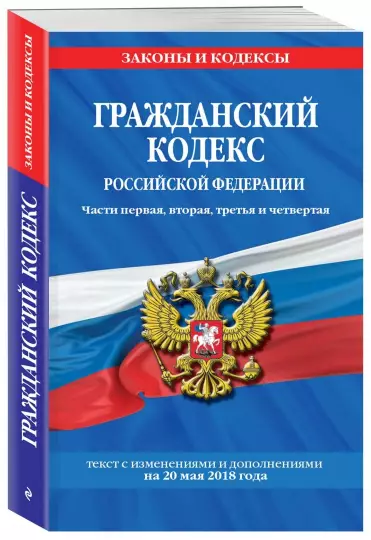 ЗАКОНЫ И КОДЕКСЫ
ГРАЖДАНСКИЙ
КОДЕКС
РОССИЙСКОЙ ФЕДЕРАЦИИ
Части первая, вторая, третья и четвертая
ТЕКСТ С ИЗМЕНЕНИЯМИ И ДОПОЛНЕНИЯМИ
на 20 мая 2018 года
ЗАКОНЫ И КОДЕКСЫ
ГРАЖДАНСКИЙ КОДЕКС